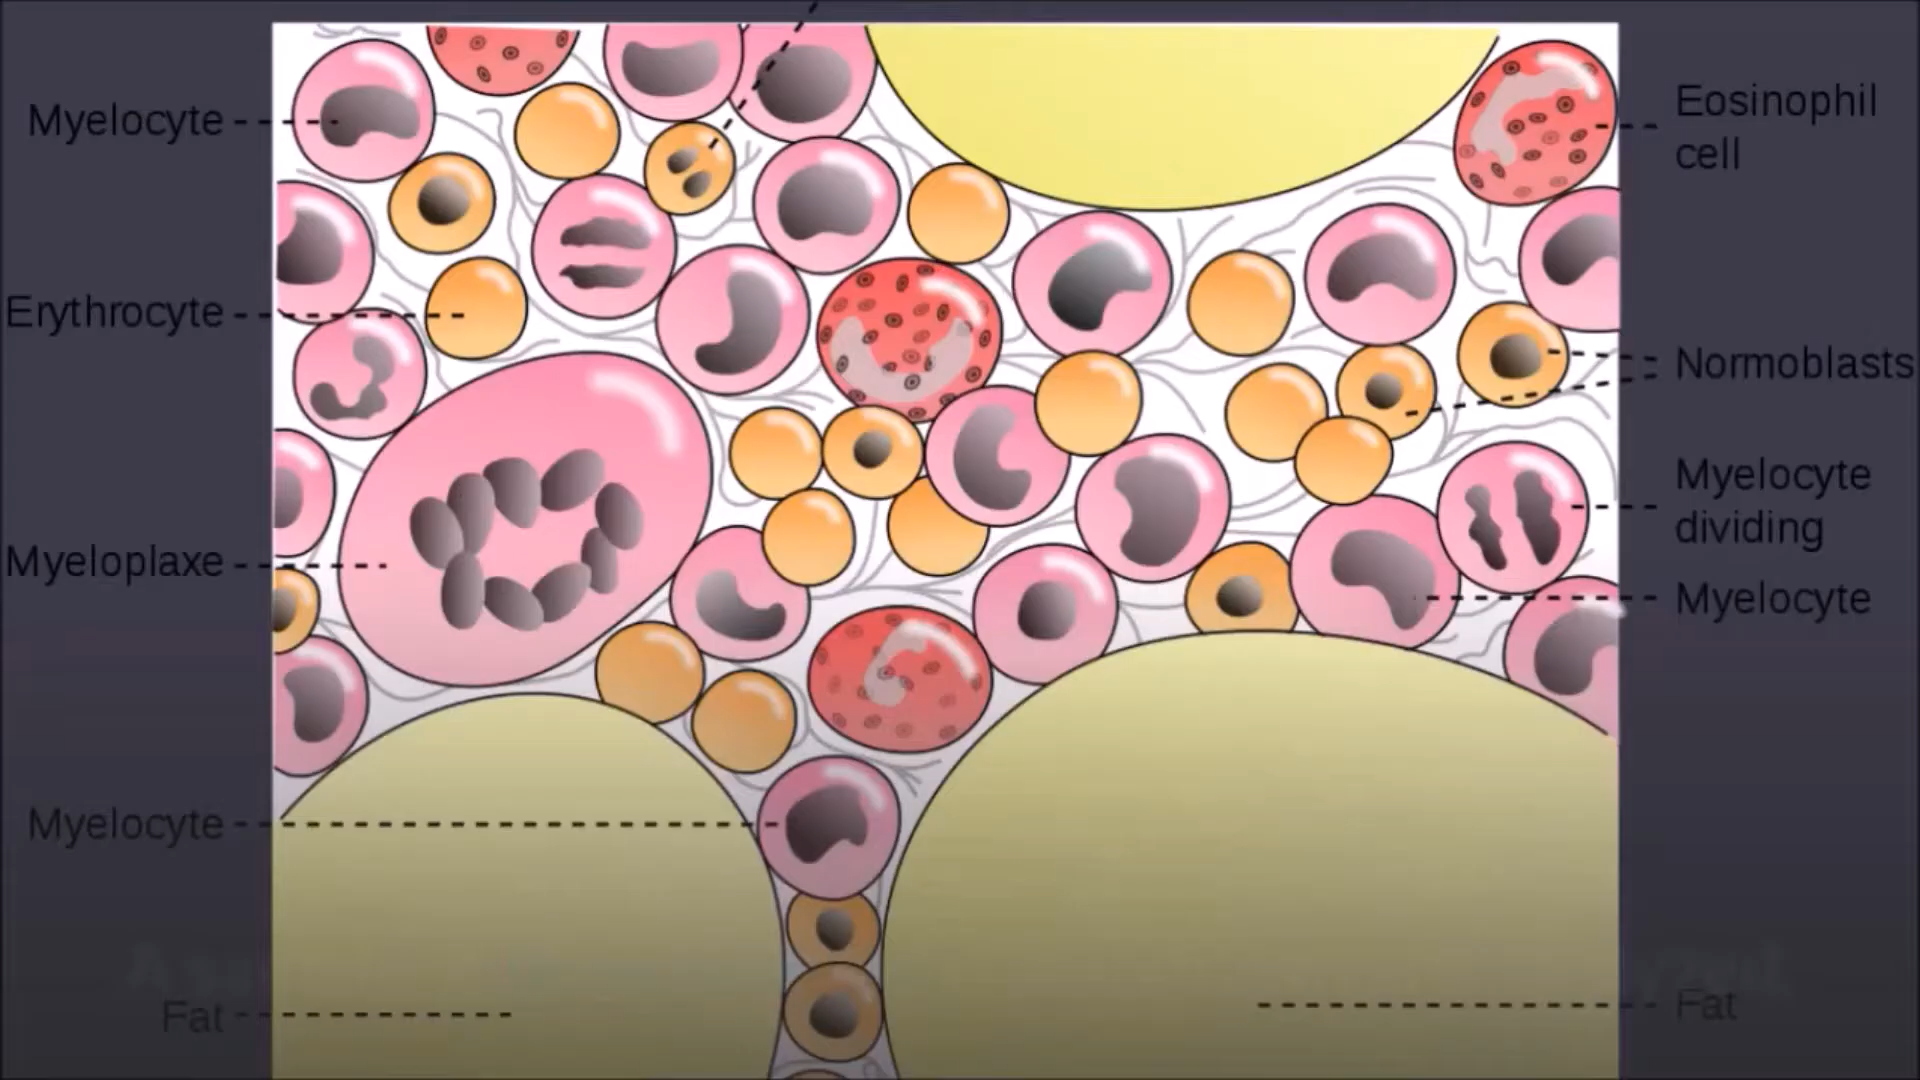 Myelocyte
Erythrocyte
Myeloplaxe
Myelocyte
Fat
Eosinophil
cell
Normoblasts
Myelocyte
dividing
Myelocyte
Fat